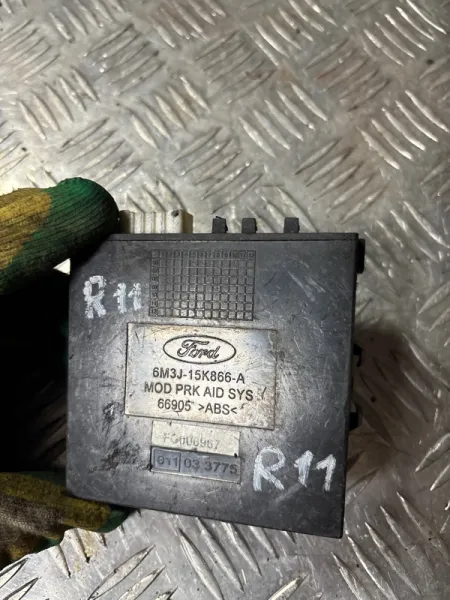 R11
Ford
6M3J-15K866-A
MOD PRK AID SYS
66905 >ABS<
611 03 3775
R11